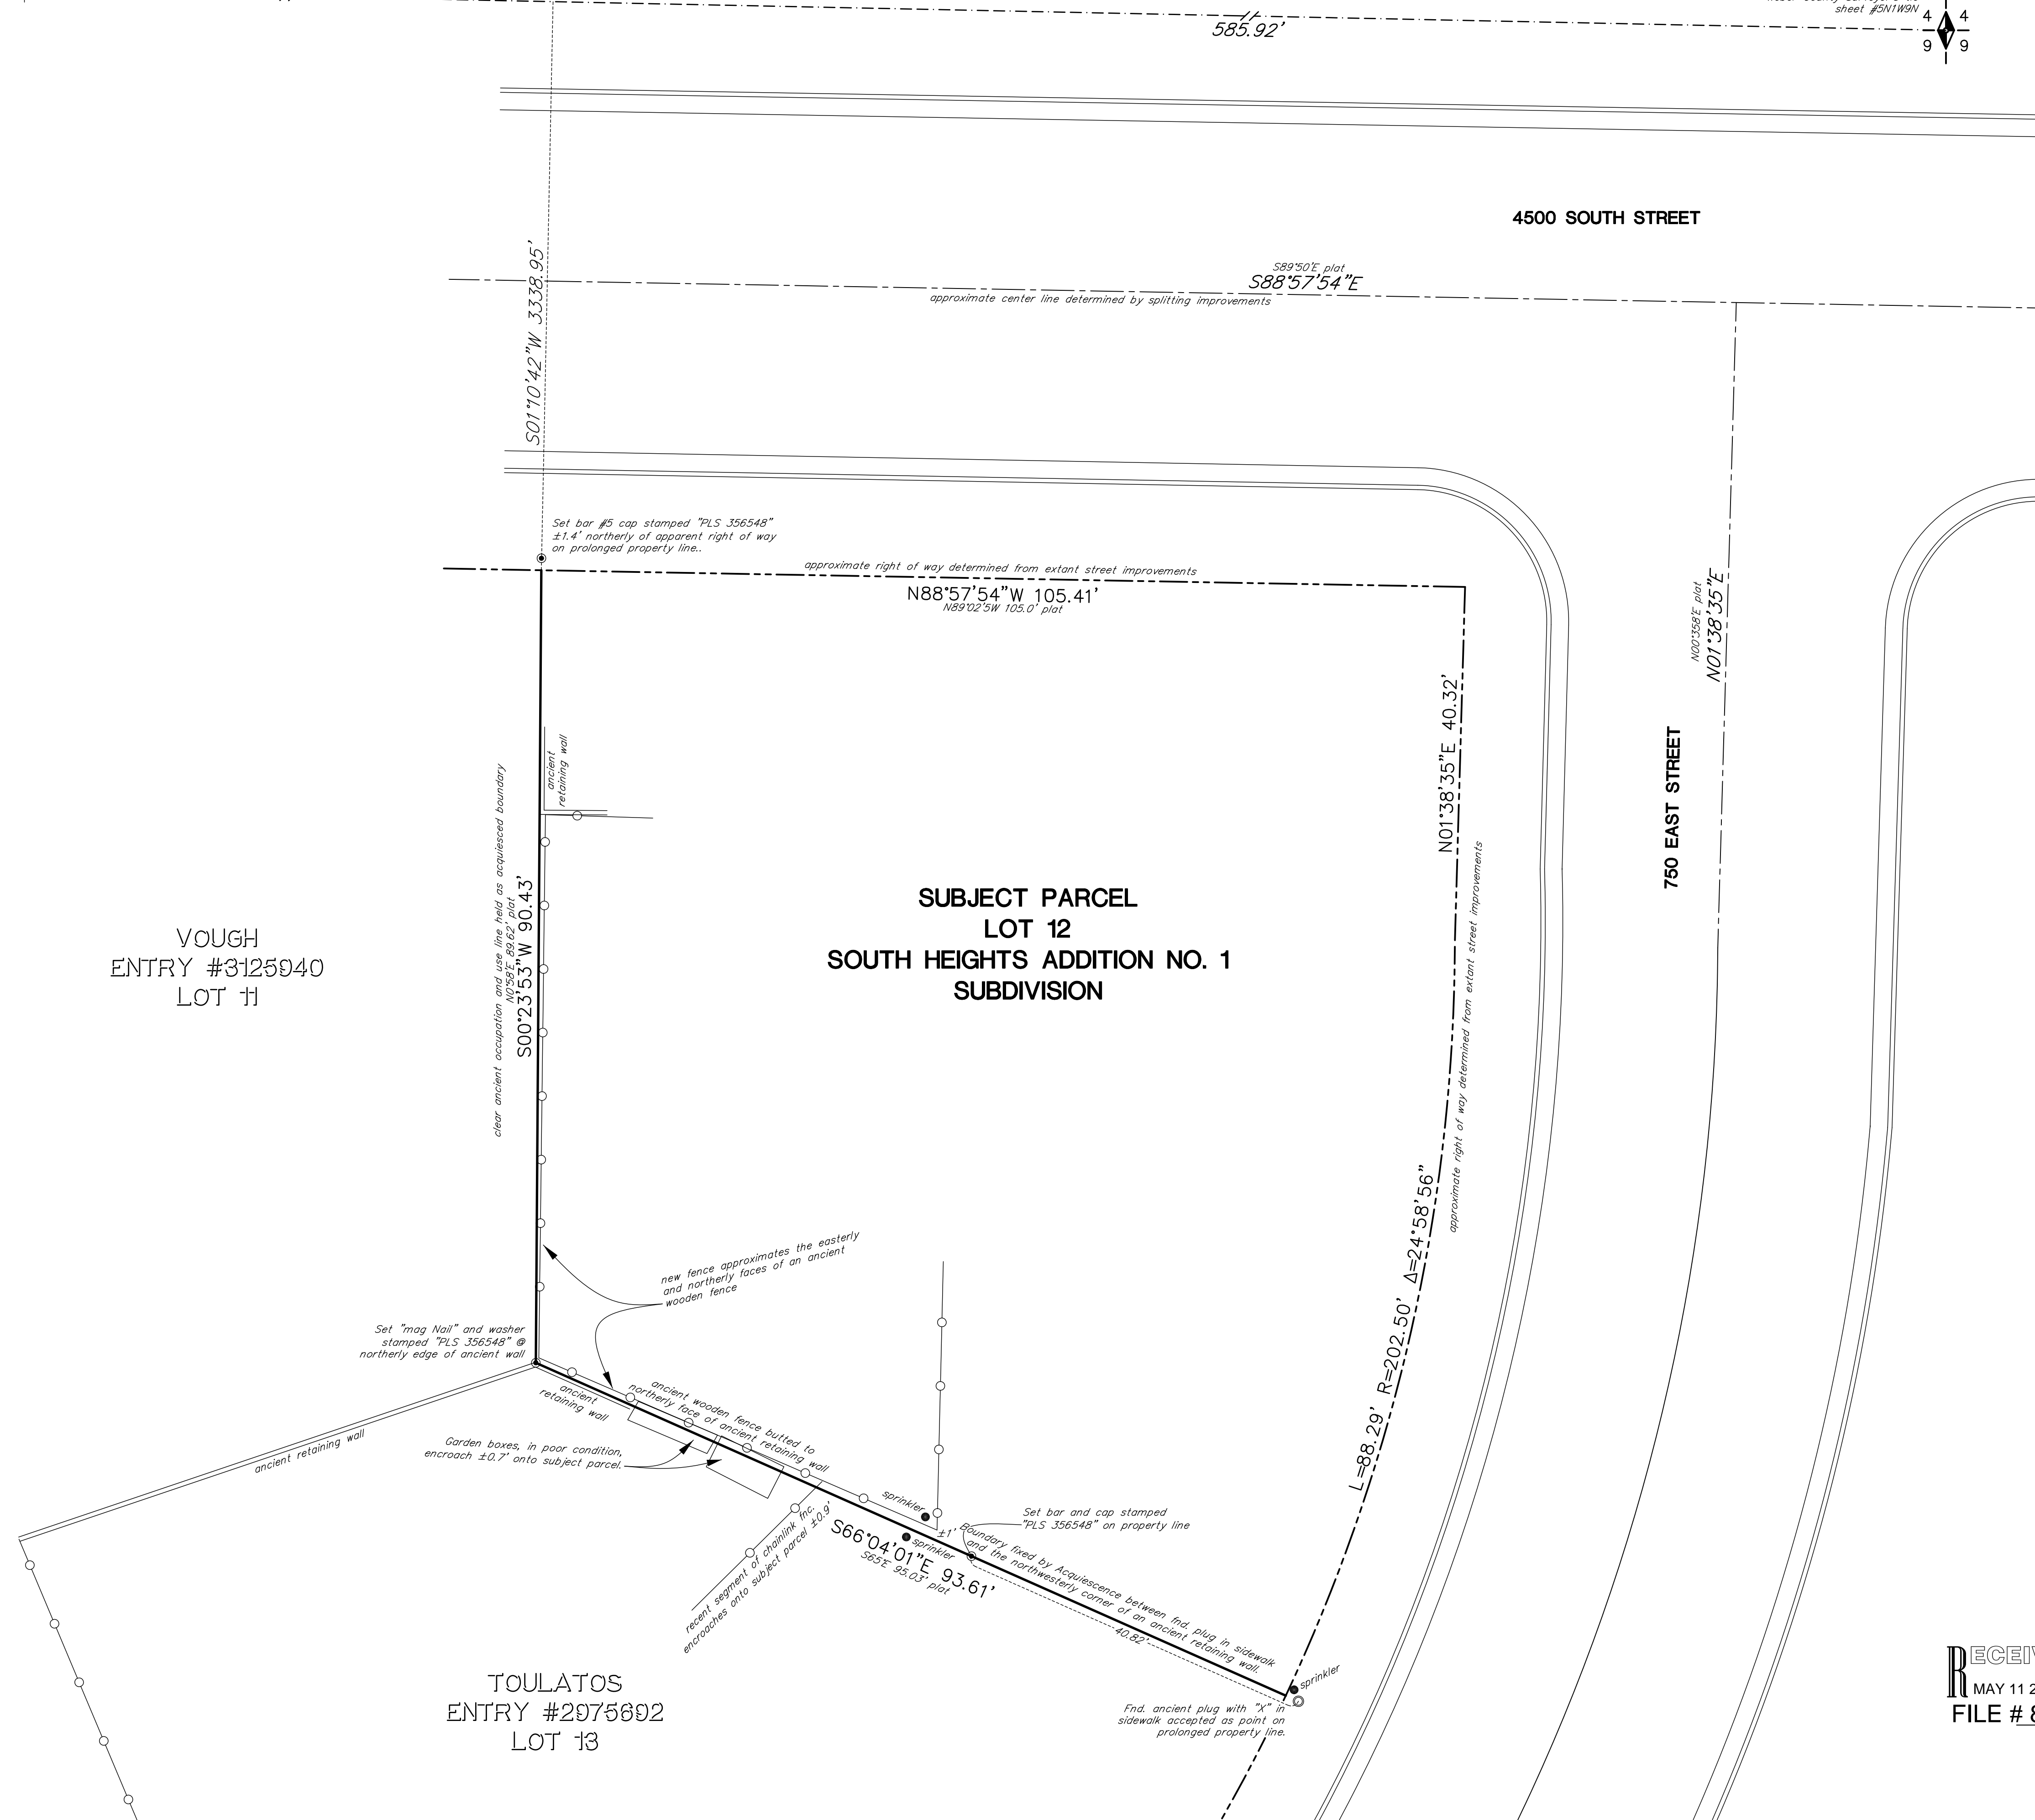 sheet #5N1W9N
4 4
9 9
585.92'
4500 SOUTH STREET
S89°50'E plat
S88°57'54"E
approximate center line determined by splitting improvements
S01°10'42"W 3338.95'
Set bar #5 cap stamped "PLS 356548"
±1.4' northerly of apparent right of way
on prolonged property line..
approximate right of way determined from extant street improvements
N88°57'54"W 105.41'
N89°02'5W 105.0' plat
N00°358'E plat
N01°38'35"E
750 EAST STREET
N01°38'35"E 40.32'
approximate right of way determined from extant street improvements
ancient
retaining wall
clear ancient occupation and use line held as acquiesced boundary
N0°58'E 89.62' plat
S00°23'53"W 90.43'
SUBJECT PARCEL
LOT 12
SOUTH HEIGHTS ADDITION NO. 1
SUBDIVISION
VOUGH
ENTRY #3125940
LOT 11
L=88.29' R=202.50' Δ=24°58'56"
new fence approximates the easterly
and northerly faces of an ancient
wooden fence
Set "mag Nail" and washer
stamped "PLS 356548" @
northerly edge of ancient wall
ancient
retaining wall
ancient wooden fence butted to
northerly face of ancient retaining wall
Garden boxes, in poor condition,
encroach ±0.7' onto subject parcel.
ancient retaining wall
sprinkler
sprinkler
±1'
Set bar and cap stamped
"PLS 356548" on property line
recent segment of chainlink fnc.
encroaches onto subject parcel ±0.9'
S66°04'01"E 93.61'
S65'E 95.03' plat
Boundary fixed by Acquiescence between fnd. plug in sidewalk
and the northwesterly corner of an ancient retaining wall.
40.82'
sprinkler
Fnd. ancient plug with "X" in
sidewalk accepted as point on
prolonged property line.
TOULATOS
ENTRY #2975692
LOT 13
RECEIV
MAY 11 2
FILE # 8